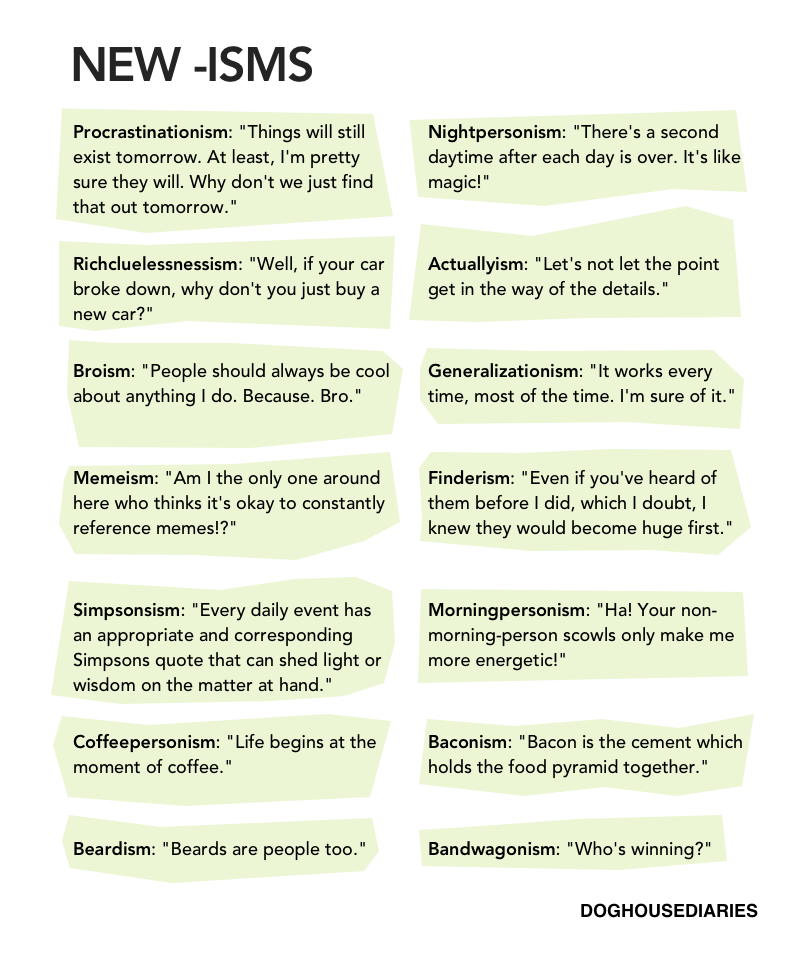 NEW -ISMS
Procrastinationism: "Things will still
exist tomorrow. At least, I'm pretty
sure they will. Why don't we just find
that out tomorrow."
Richcluelessnessism: "Well, if your car
broke down, why don't you just buy a
new car?"
Broism: "People should always be cool
about anything I do. Because. Bro."
Memeism: "Am I the only one around
here who thinks it's okay to constantly
reference memes!?"
Simpsonsism: "Every daily event has
an appropriate and corresponding
Simpsons quote that can shed light or
wisdom on the matter at hand."
Coffeepersonism: "Life begins at the
moment of coffee."
Beardism: "Beards are people too."
Nightpersonism: "There's a second
daytime after each day is over. It's like
magic!"
Actuallyism: "Let's not let the point
get in the way of the details."
Generalizationism: "It works every
time, most of the time. I'm sure of it."
Finderism: "Even if you've heard of
them before I did, which I doubt, I
knew they would become huge first."
Morningpersonism: "Ha! Your non-
morning-person scowls only make me
more energetic!"
Baconism: "Bacon is the cement which
holds the food pyramid together."
Bandwagonism: "Who's winning?"
DOGHOUSEDIARIES